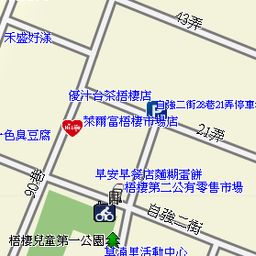 43弄
禾盛好漾
優汁台茶梧棲店
自強二街28巷21弄停車場
萊爾富梧棲市場店
21弄
一色臭豆腐
早安早餐店麵糊蛋餅
梧棲第二公有零售市場
90巷
自強二街
梧棲兒童第一公園
草湳里活動中心